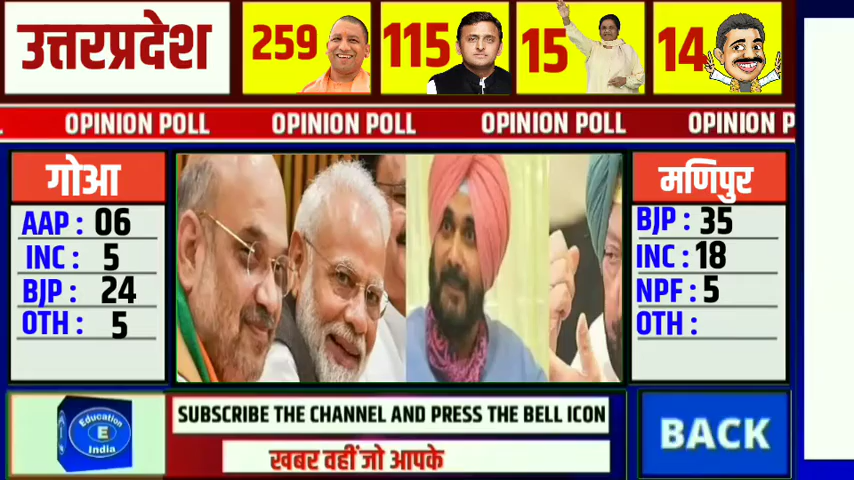 उत्तरप्रदेश 259 115 15 14
OPINION POLL OPINION POLL OPINION POLL OPINION P
गोआ
AAP : 06
INC : 5
BJP : 24
OTH : 5
मणिपुर
BJP : 35
INC : 18
NPF : 5
OTH :
Education
E
India
SUBSCRIBE THE CHANNEL AND PRESS THE BELL ICON
खबर वहीं जो आपके
BACK